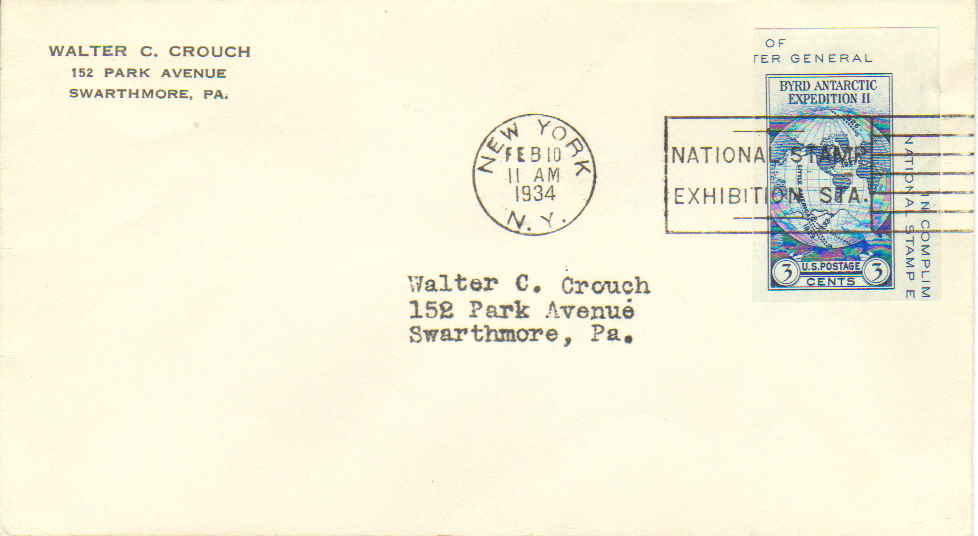 WALTER C. CROUCH
152 PARK AVENUE
SWARTHMORE, PA.
OF
TER GENERAL
BYRD ANTARCTIC
EXPEDITION II
NEW YORK
FEB 10
11 AM
1934
N.Y.
NATIONAL STAMP
EXHIBITION STA.
IN COMPLIM
NATIONAL STAMP E
3
U.S. POSTAGE
3
CENTS
Walter C. Crouch
152 Park Avenue
Swarthmore, Pa.